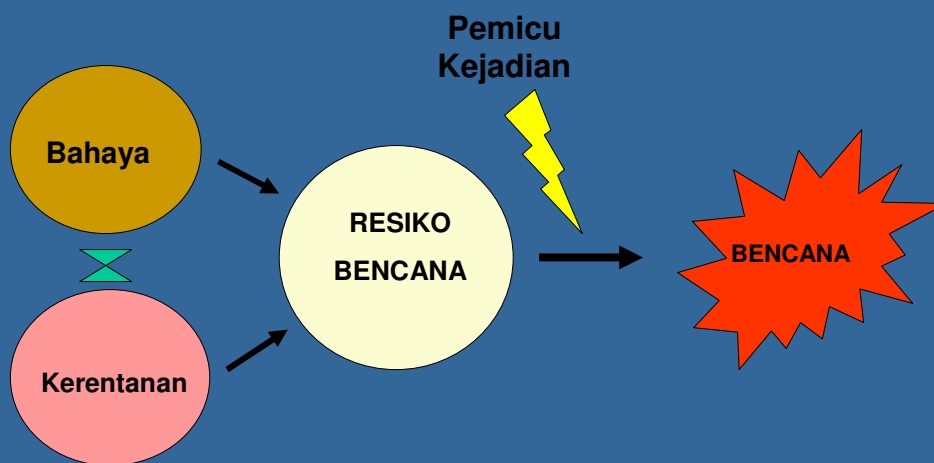 Pemicu
Kejadian
Bahaya
RESIKO
BENCANA
BENCANA
Kerentanan